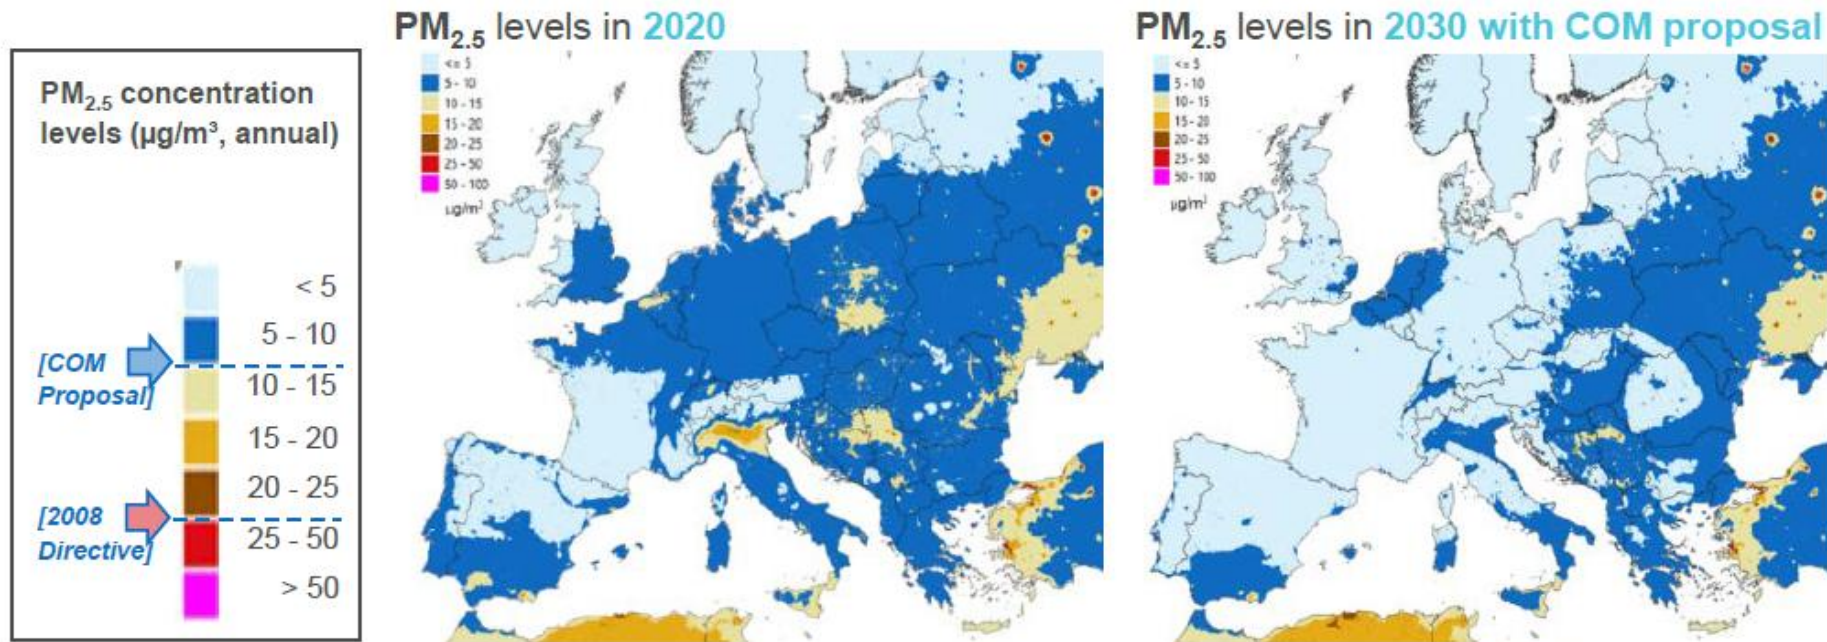 PM2.5 levels in 2020
PM2.5 levels in 2030 with COM proposal
PM2.5 concentration
levels (µg/m³, annual)
< 5
5 - 10
10 - 15
15 - 20
20 - 25
25 - 50
> 50
[COM
Proposal]
[2008
Directive]
<= 5
5 - 10
10 - 15
15 - 20
20 - 25
25 - 50
50 - 100
µg/m³
<= 5
5 - 10
10 - 15
15 - 20
20 - 25
25 - 50
50 - 100
µg/m³